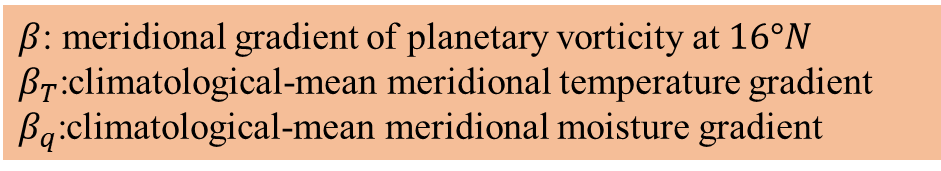 β: meridional gradient of planetary vorticity at 16°N
β_T:climatological-mean meridional temperature gradient
β_q:climatological-mean meridional moisture gradient